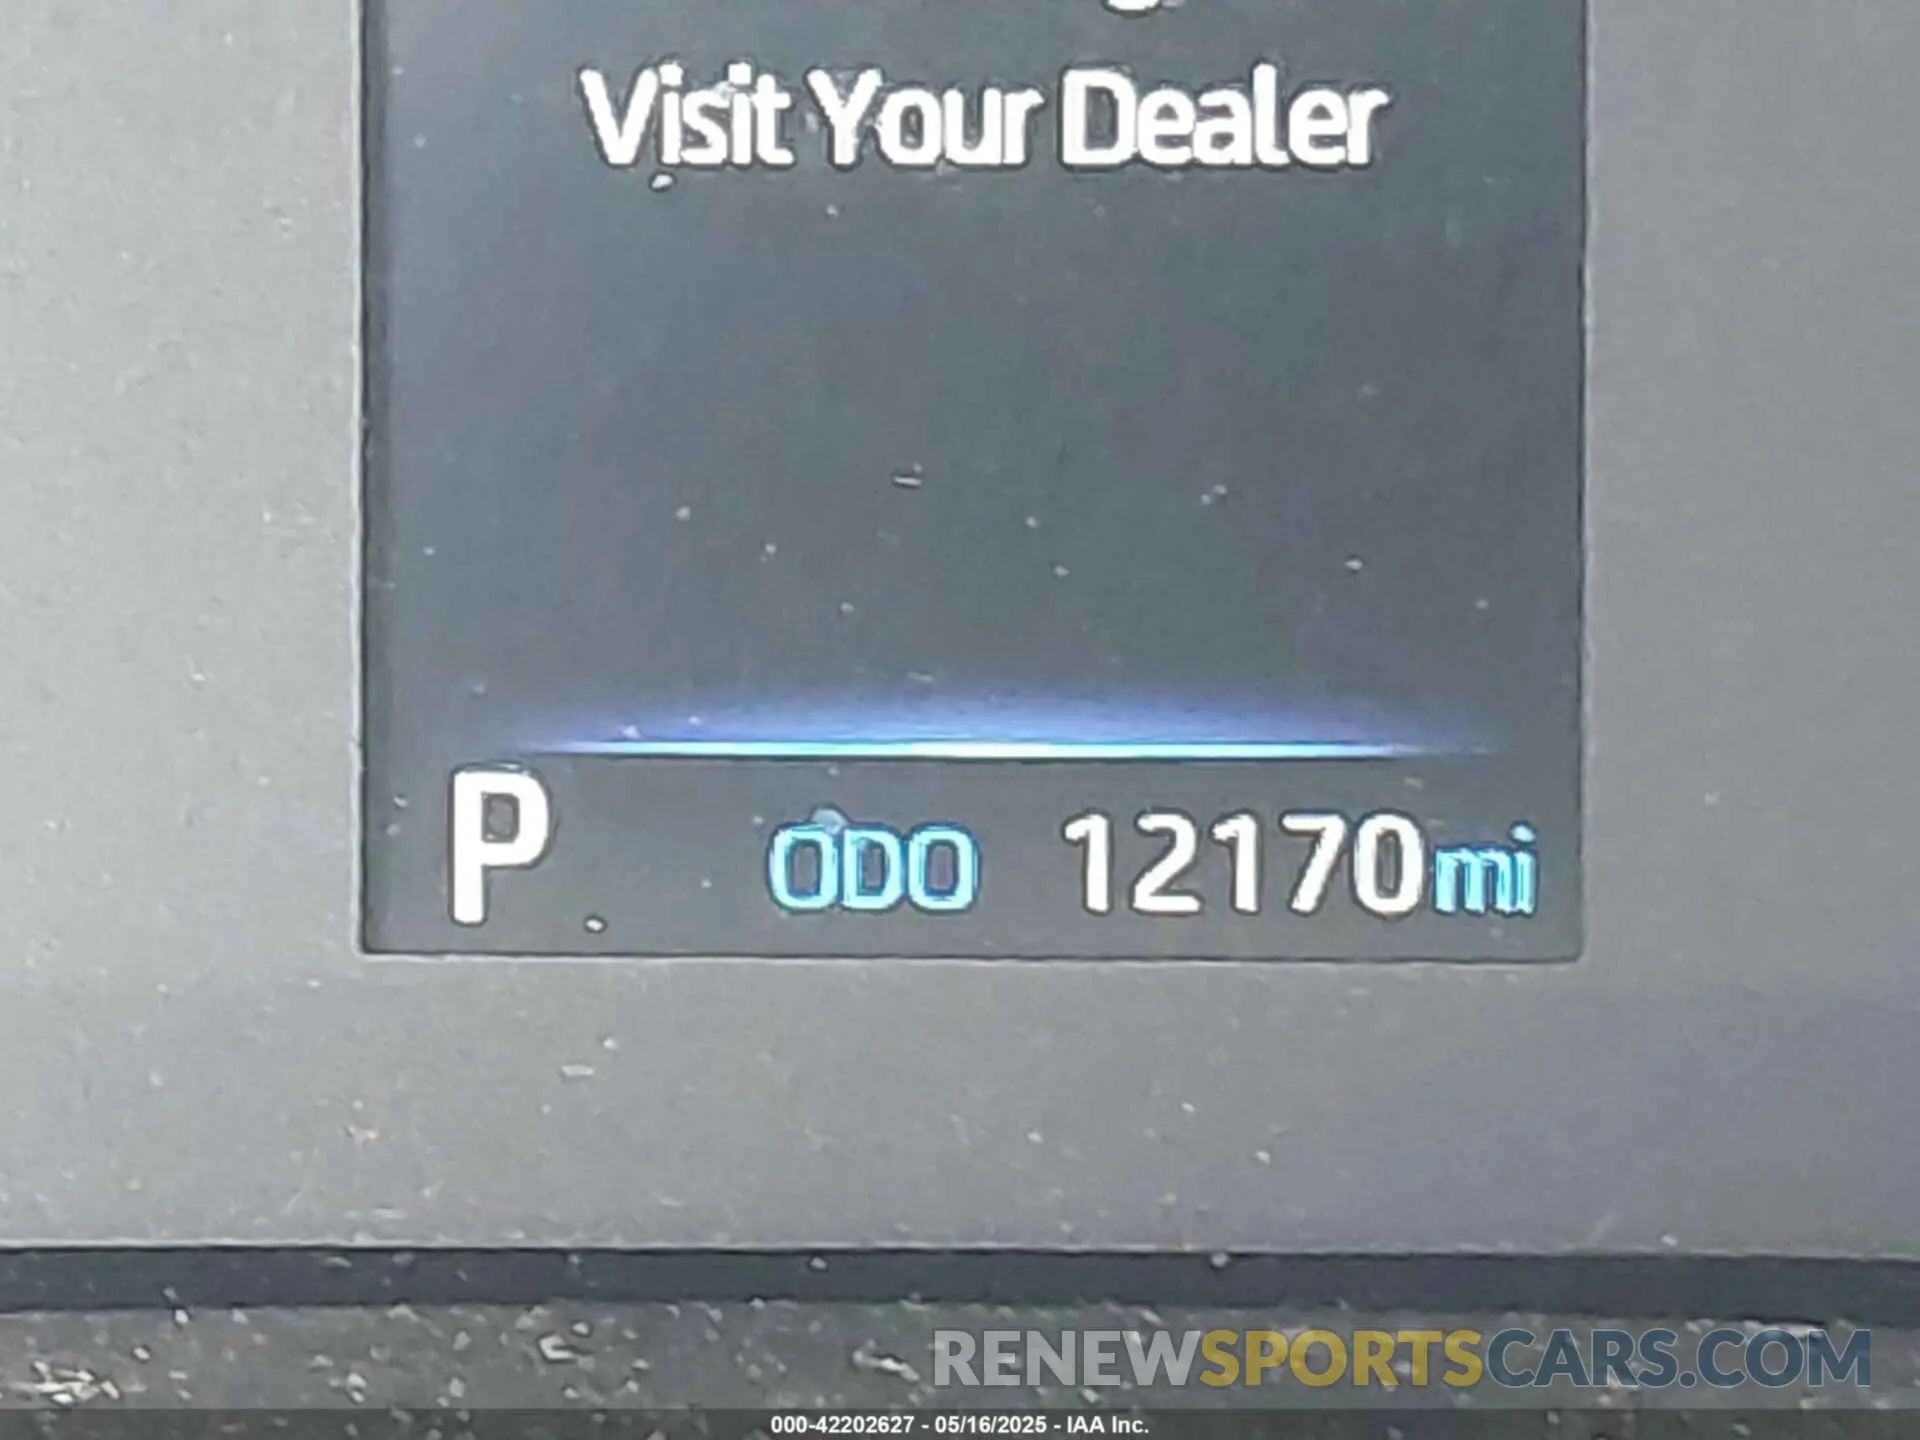 Visit Your Dealer
P ODO 12170mi
RENEWSPORTSCARS.COM
000-42202627 - 05/16/2025 - IAA Inc.